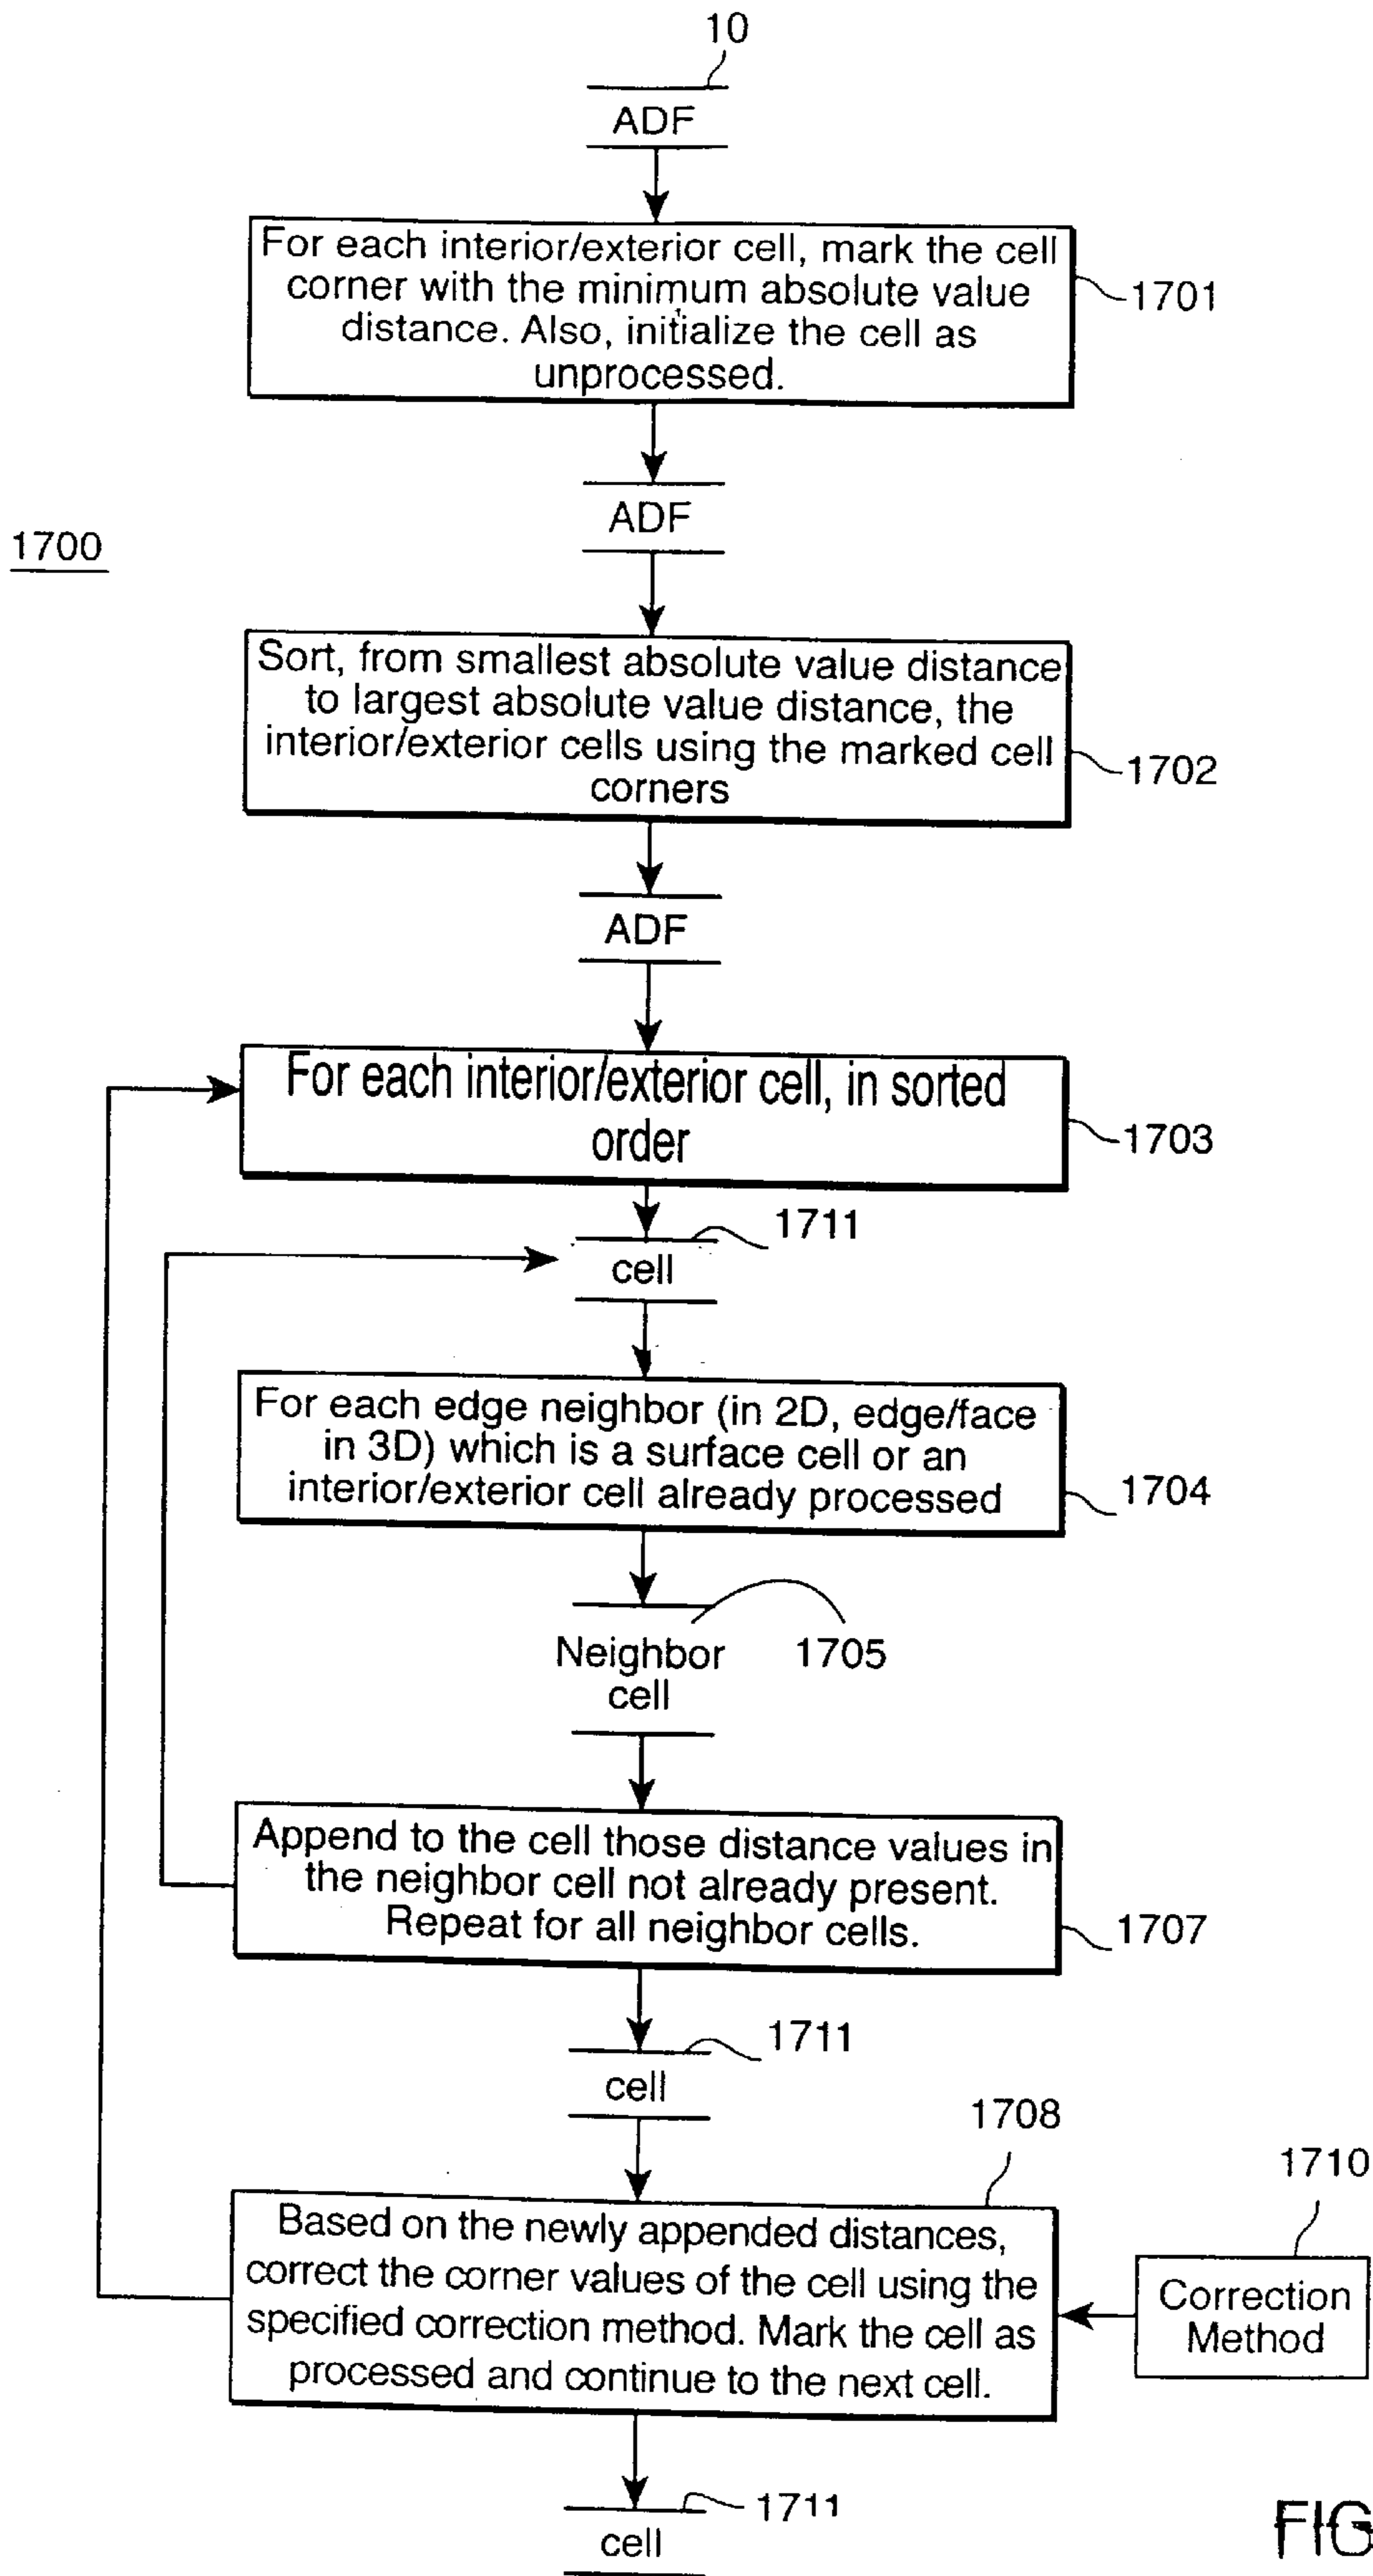 10
ADF
For each interior/exterior cell, mark the cell
corner with the minimum absolute value
distance. Also, initialize the cell as
unprocessed.
1701
ADF
1700
Sort, from smallest absolute value distance
to largest absolute value distance, the
interior/exterior cells using the marked cell
corners
1702
ADF
For each interior/exterior cell, in sorted
order
1703
1711
cell
For each edge neighbor (in 2D, edge/face
in 3D) which is a surface cell or an
interior/exterior cell already processed
1704
Neighbor
cell
1705
Append to the cell those distance values in
the neighbor cell not already present.
Repeat for all neighbor cells.
1707
1711
cell
1708
1710
Based on the newly appended distances,
correct the corner values of the cell using the
specified correction method. Mark the cell as
processed and continue to the next cell.
Correction
Method
1711
cell
FIG